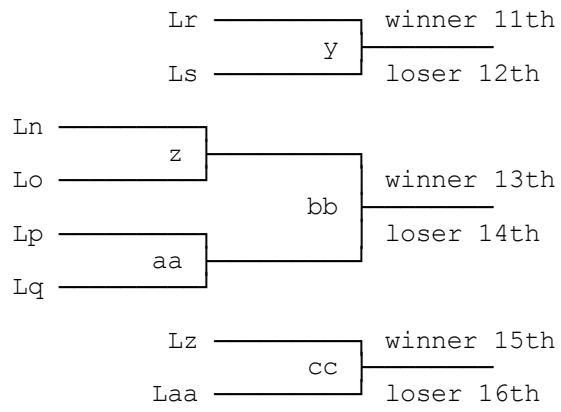 Lr winner 11th
y
Ls loser 12th
Ln
z
Lo winner 13th
bb
Lp loser 14th
aa
Lq
Lz winner 15th
cc
Laa loser 16th